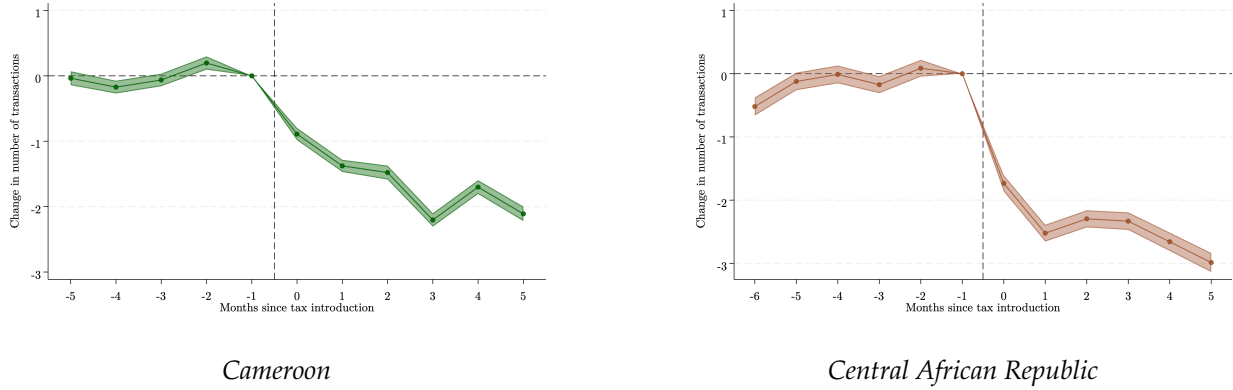 1
0
-1
-2
-3
Change in number of transactions
-5 -4 -3 -2 -1 0 1 2 3 4 5
Months since tax introduction
Cameroon
1
0
-1
-2
-3
Change in number of transactions
-6 -5 -4 -3 -2 -1 0 1 2 3 4 5
Months since tax introduction
Central African Republic